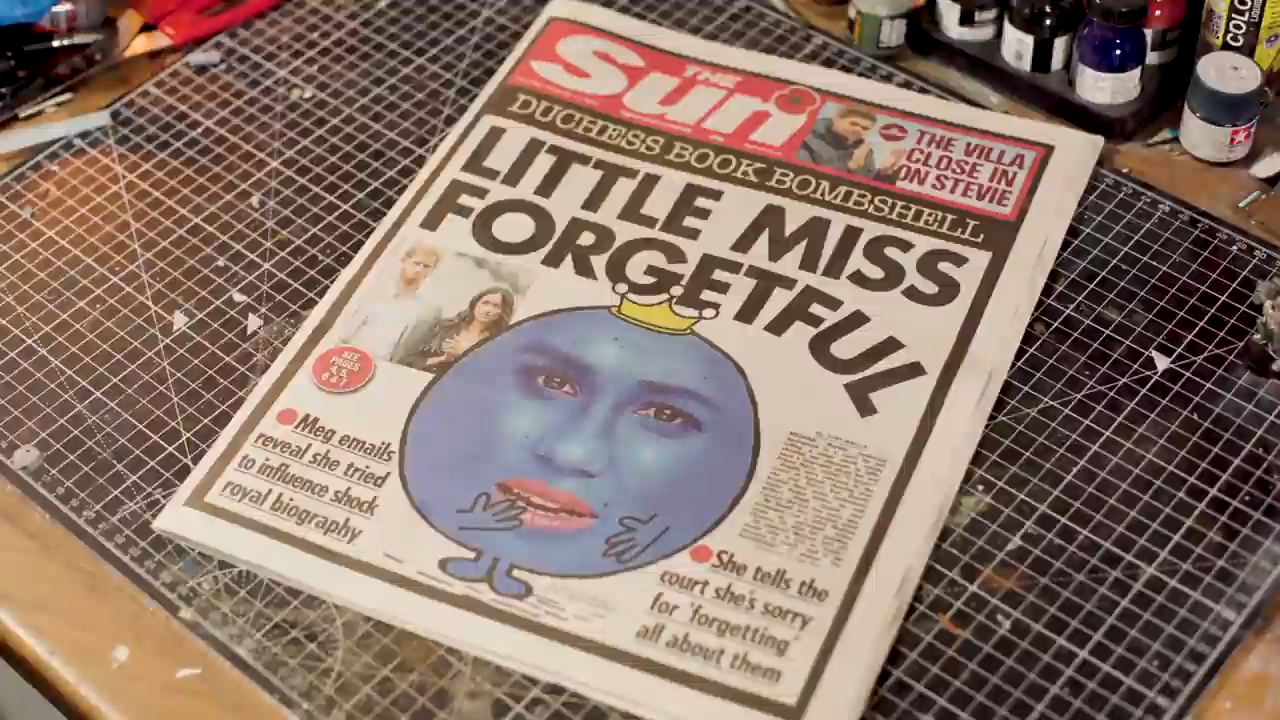 THE
Sun
THE VILLA
CLOSE IN
ON STEVIE
DUCHESS BOOK BOMBSHELL
LITTLE MISS
FORGETFUL
SEE
PAGES
4, 5,
6 & 7
Meg emails
reveal she tried
to influence shock
royal biography
She tells the
court she's sorry
for 'forgetting'
all about them
COLO